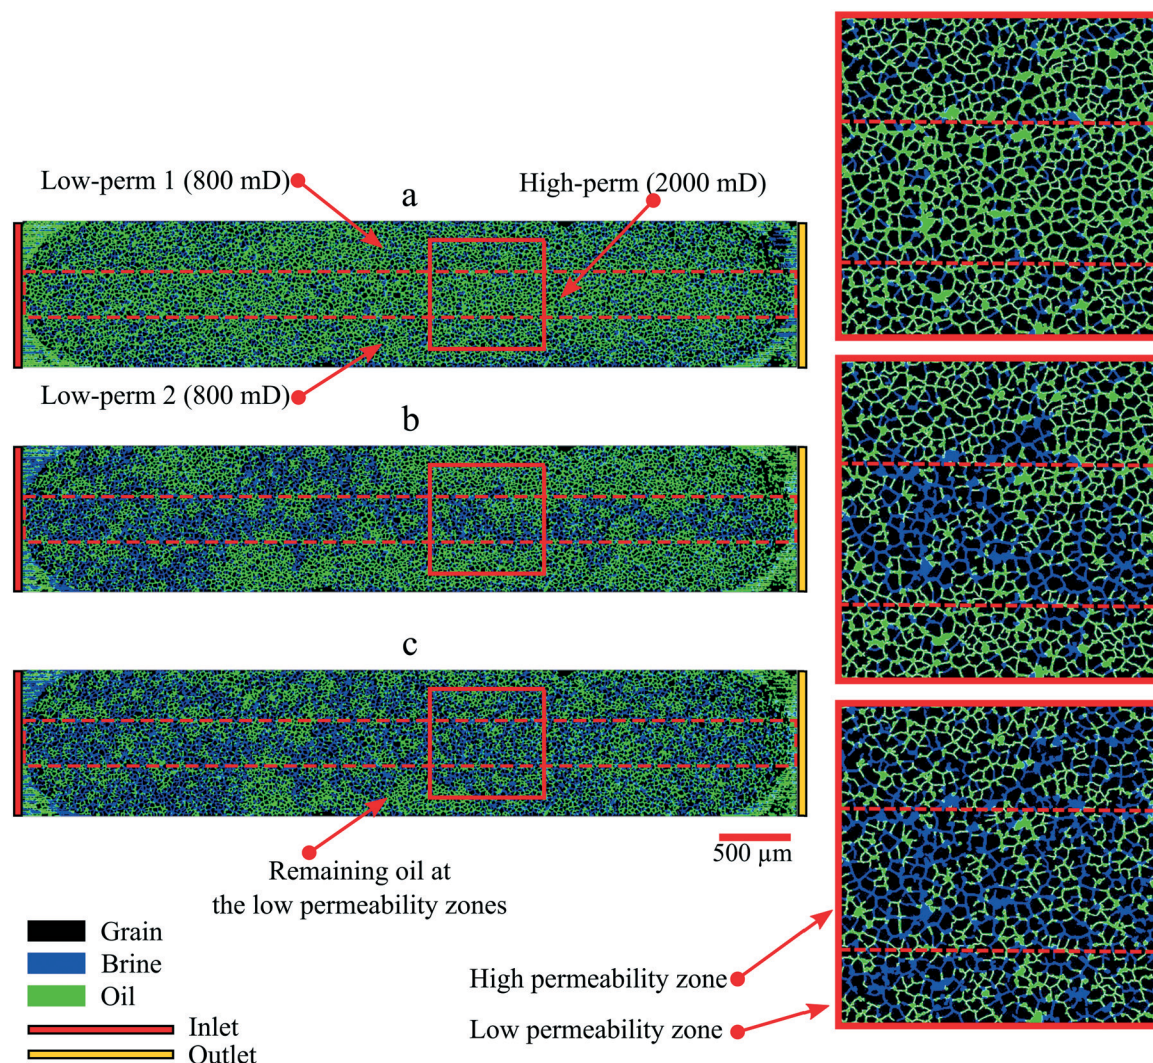 Low-perm 1 (800 mD)
a
High-perm (2000 mD)
Low-perm 2 (800 mD)
b
c
500 µm
Remaining oil at
the low permeability zones
Grain
Brine
Oil
Inlet
Outlet
High permeability zone
Low permeability zone